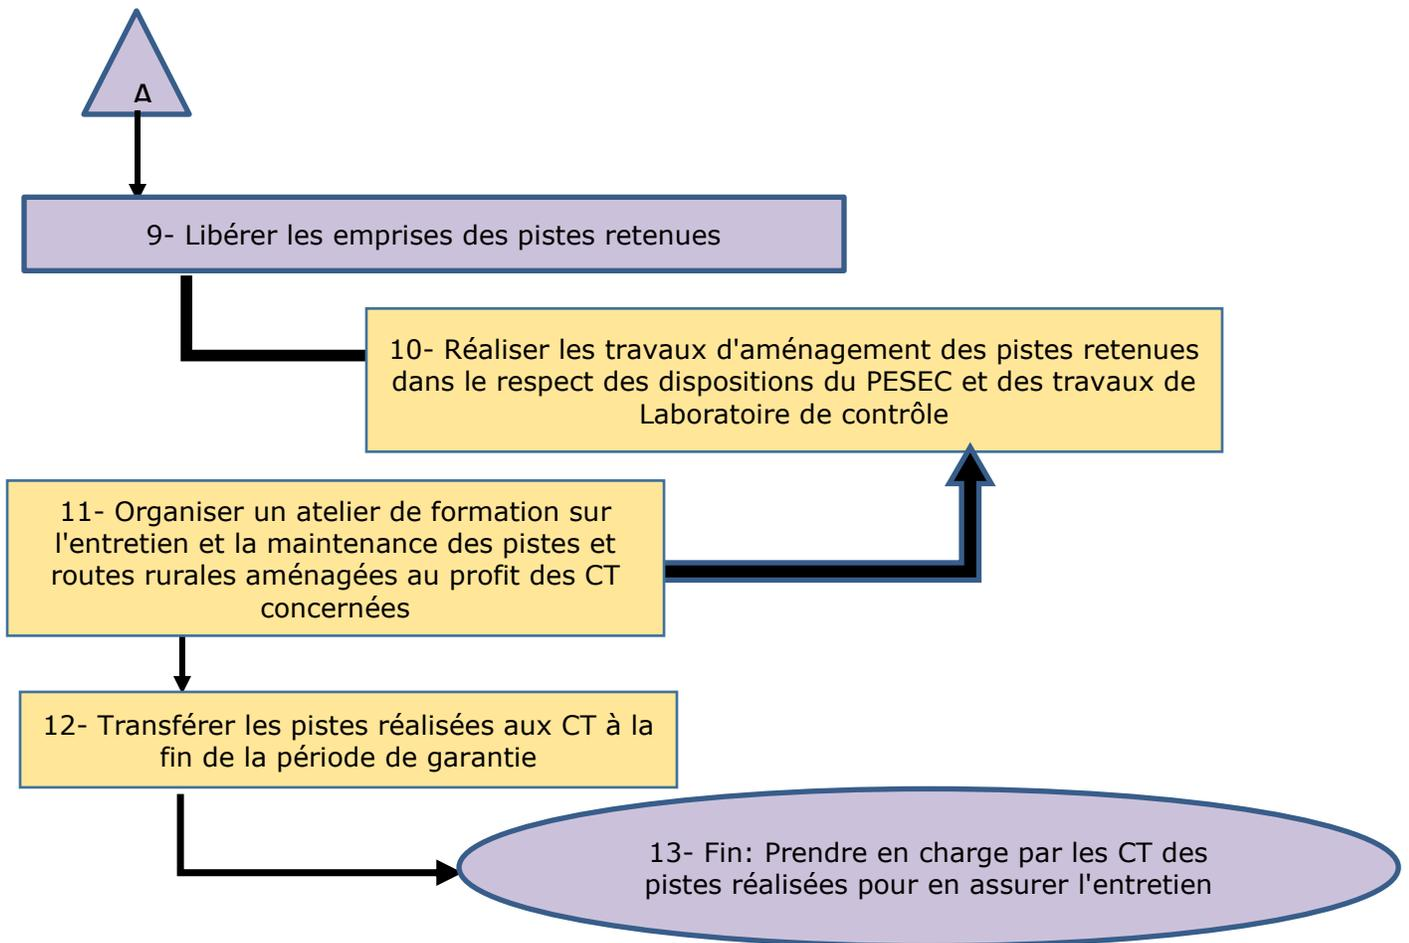 A
9- Libérer les emprises des pistes retenues
10- Réaliser les travaux d'aménagement des pistes retenues
dans le respect des dispositions du PESEC et des travaux de
Laboratoire de contrôle
11- Organiser un atelier de formation sur
l'entretien et la maintenance des pistes et
routes rurales aménagées au profit des CT
concernées
12- Transférer les pistes réalisées aux CT à la
fin de la période de garantie
13- Fin: Prendre en charge par les CT des
pistes réalisées pour en assurer l'entretien